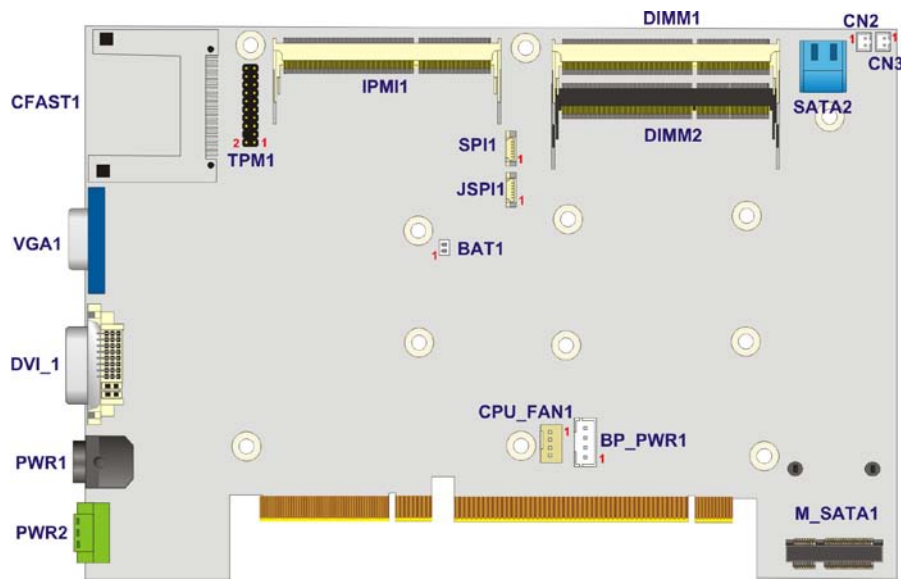 DIMM1
CN2
1
1
CN3
CFAST1
IPMI1
SATA2
DIMM2
2
1
TPM1
SPI1
1
JSPI1
1
VGA1
BAT1
1
DVI_1
CPU_FAN1
1
BP_PWR1
1
PWR1
M_SATA1
PWR2